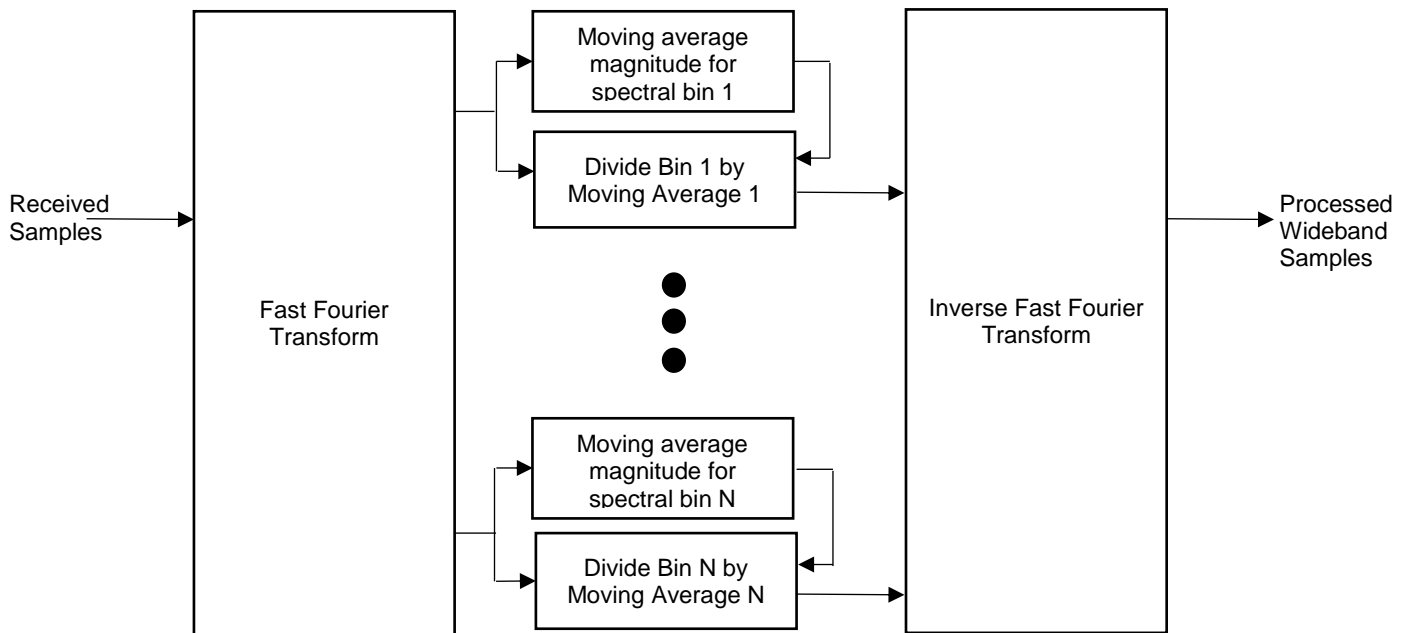 Received
Samples
Fast Fourier
Transform
Moving average
magnitude for
spectral bin 1
Divide Bin 1 by
Moving Average 1
Moving average
magnitude for
spectral bin N
Divide Bin N by
Moving Average N
Inverse Fast Fourier
Transform
Processed
Wideband
Samples